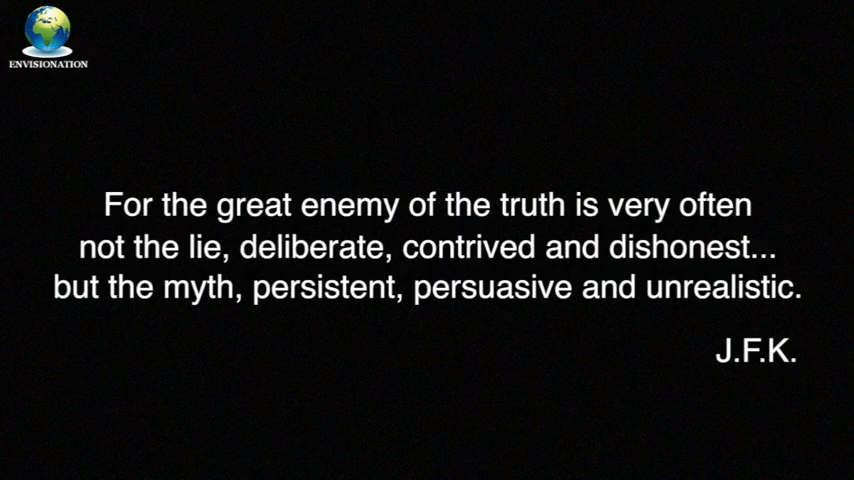 ENVISIONATION
For the great enemy of the truth is very often
not the lie, deliberate, contrived and dishonest...
but the myth, persistent, persuasive and unrealistic.
J.F.K.